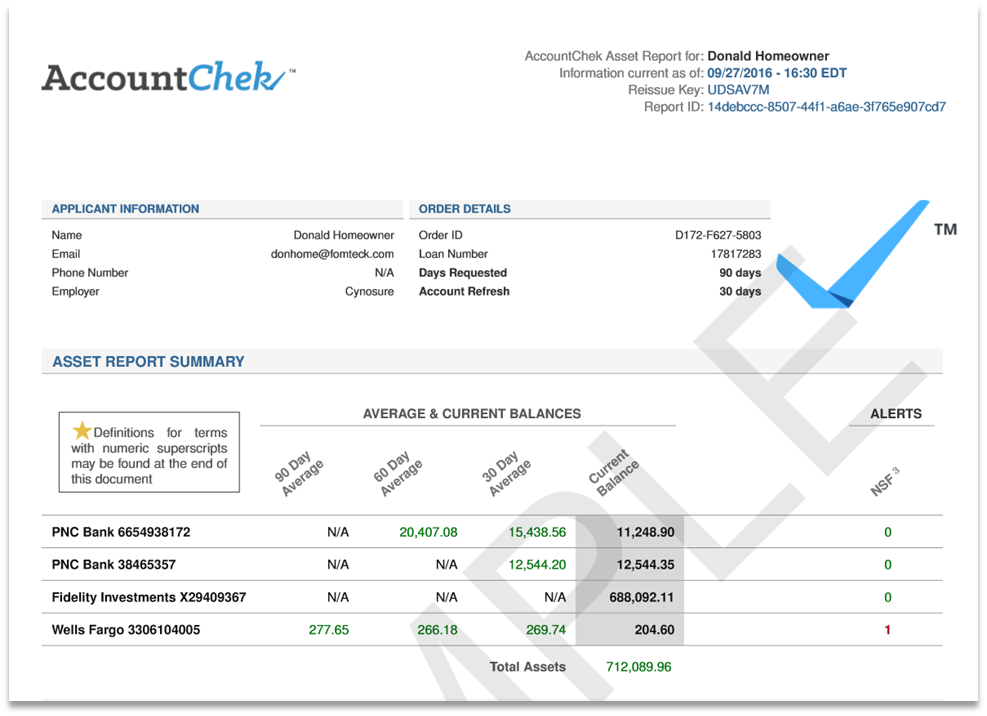 AccountChek™
AccountChek Asset Report for: Donald Homeowner
Information current as of: 09/27/2016 - 16:30 EDT
Reissue Key: UDSAV7M
Report ID: 14debccc-8507-44f1-a6ae-3f765e907cd7
APPLICANT INFORMATION
Name Donald Homeowner
Email donhome@fomteck.com
Phone Number N/A
Employer Cynosure
ORDER DETAILS
Order ID D172-F627-5803
Loan Number 17817283
Days Requested 90 days
Account Refresh 30 days
TM
ASSET REPORT SUMMARY
Definitions for terms
with numeric superscripts
may be found at the end of
this document
AVERAGE & CURRENT BALANCES
ALERTS
90 Day
Average
60 Day
Average
30 Day
Average
Current
Balance
NSF 3
PNC Bank 6654938172 N/A 20,407.08 15,438.56 11,248.90 0
PNC Bank 38465357 N/A N/A 12,544.20 12,544.35 0
Fidelity Investments X29409367 N/A N/A N/A 688,092.11 0
Wells Fargo 3306104005 277.65 266.18 269.74 204.60 1
Total Assets 712,089.96
MPLE